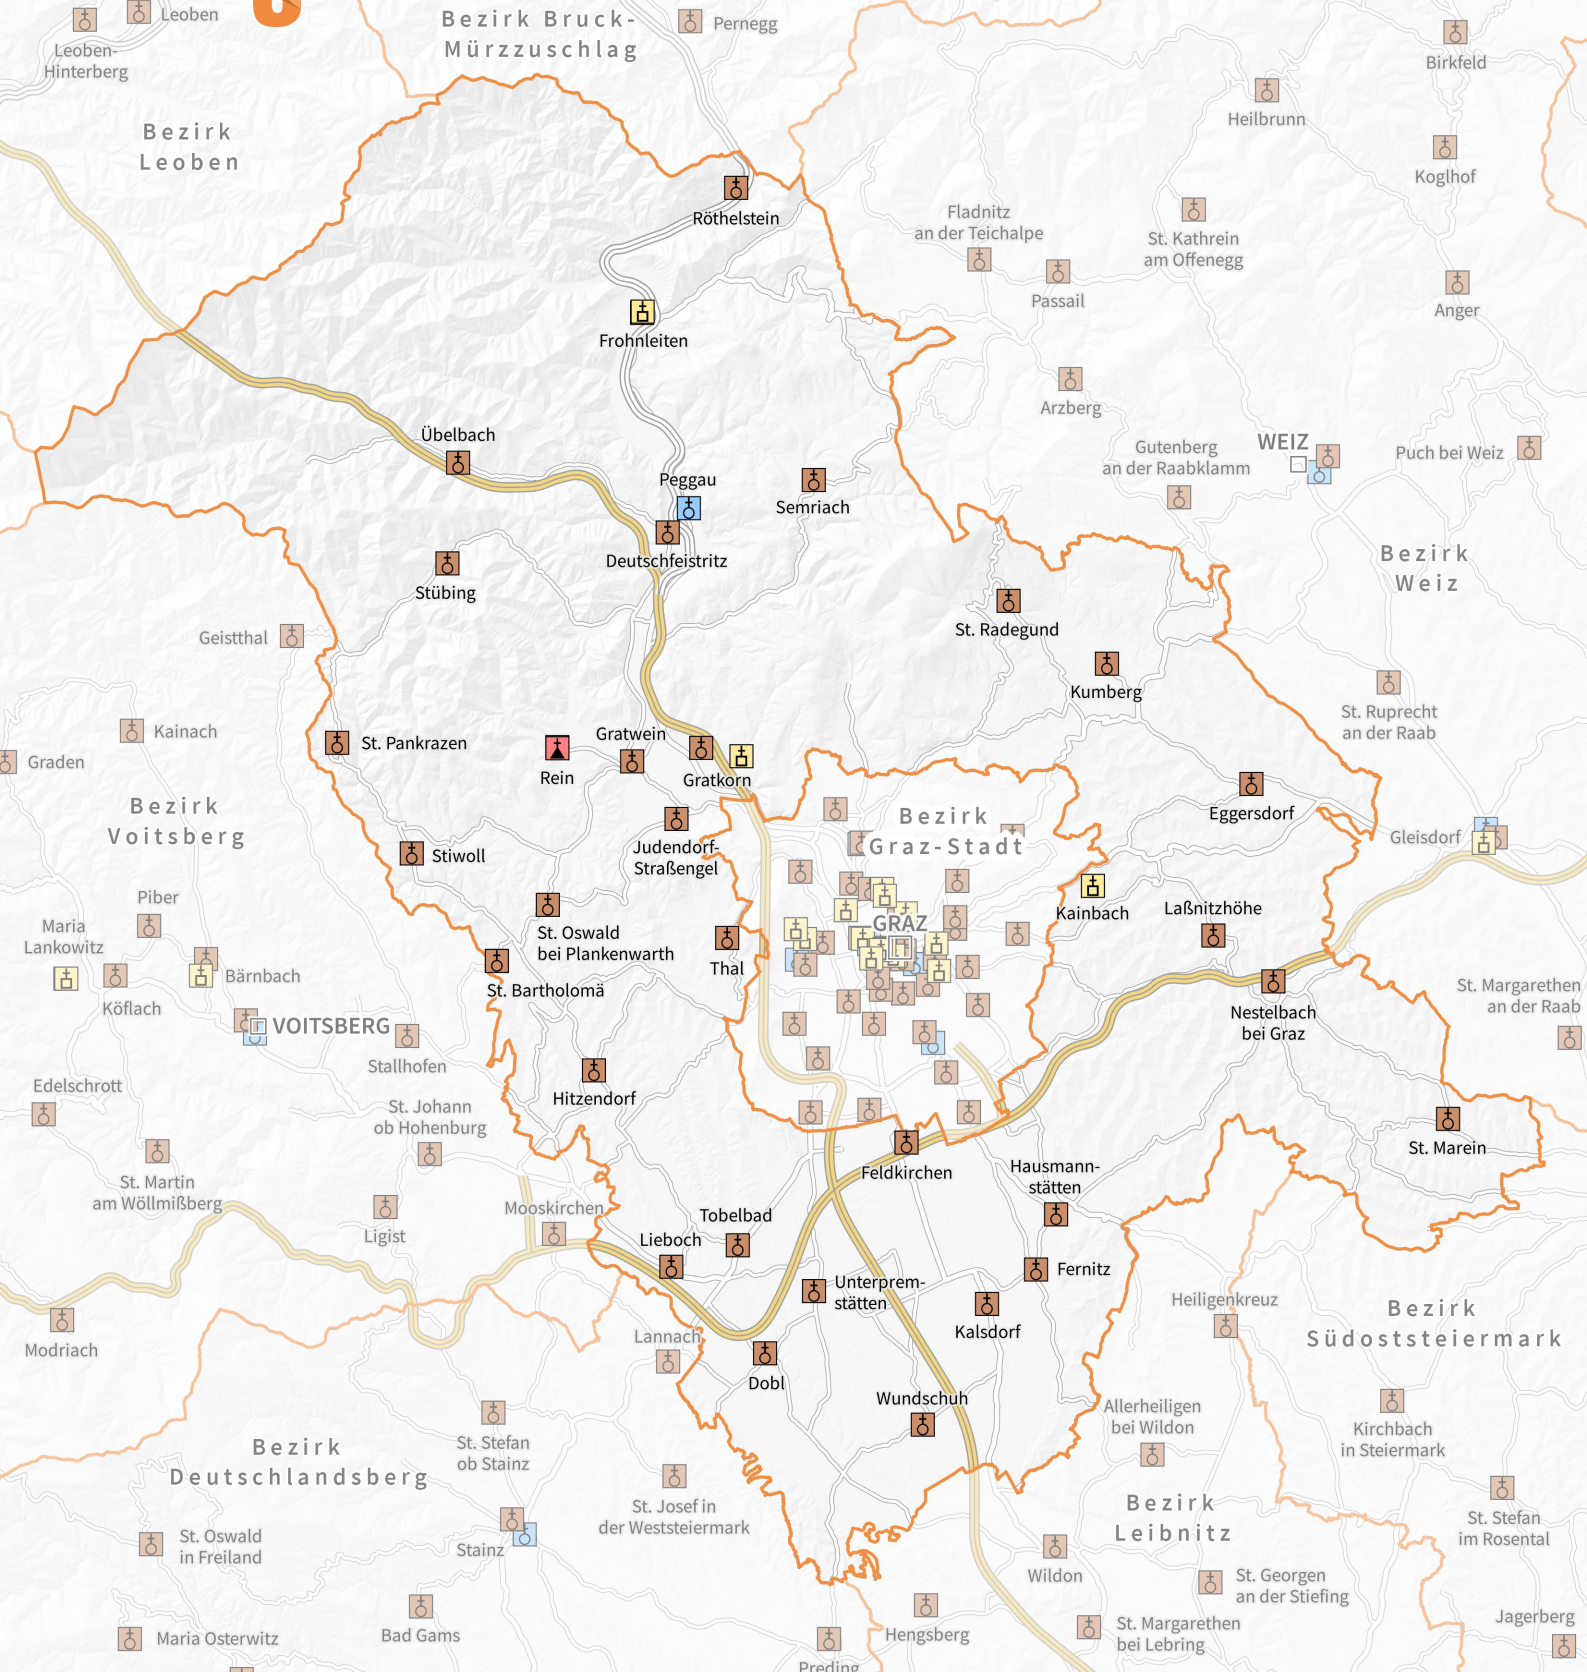 Leoben
Leoben-
Hinterberg
Bezirk Bruck-
Mürzzuschlag
Pernegg
Birkfeld
Heilbrunn
Bezirk
Leoben
Koglhof
Röthelstein
Fladnitz
an der Teichalpe
St. Kathrein
am Offenegg
Passail
Anger
Frohnleiten
Arzberg
Übelbach
WEIZ
Gutenberg
an der Raabklamm
Puch bei Weiz
Peggau
Semriach
Deutschfeistritz
Bezirk
Weiz
Stübing
Geistthal
St. Radegund
Kumberg
St. Ruprecht
an der Raab
Kainach
Graden
St. Pankrazen
Rein
Gratwein
Gratkorn
Eggersdorf
Bezirk
Voitsberg
Bezirk
Graz-Stadt
Gleisdorf
Stiwoll
Judendorf-
Straßengel
Piber
Maria
Lankowitz
Kainbach
Laßnitzhöhe
GRAZ
St. Oswald
bei Plankenwarth
Thal
Bärnbach
Köflach
St. Bartholomä
St. Margarethen
an der Raab
Nestelbach
bei Graz
VOITSBERG
Stallhofen
Edelschrott
Hitzendorf
St. Johann
ob Hohenburg
St. Marein
Feldkirchen
Hausmann-
stätten
St. Martin
am Wöllmißberg
Mooskirchen
Ligist
Tobelbad
Lieboch
Fernitz
Unterprem-
stätten
Kalsdorf
Heiligenkreuz
Bezirk
Südoststeiermark
Modriach
Lannach
Dobl
Wundschuh
Allerheiligen
bei Wildon
Kirchbach
in Steiermark
Bezirk
Deutschlandsberg
St. Stefan
ob Stainz
St. Josef in
der Weststeiermark
Bezirk
Leibnitz
St. Stefan
im Rosental
St. Oswald
in Freiland
Stainz
Wildon
St. Georgen
an der Stiefing
Maria Osterwitz
Bad Gams
Hengsberg
St. Margarethen
bei Lebring
Jagerberg
Preding